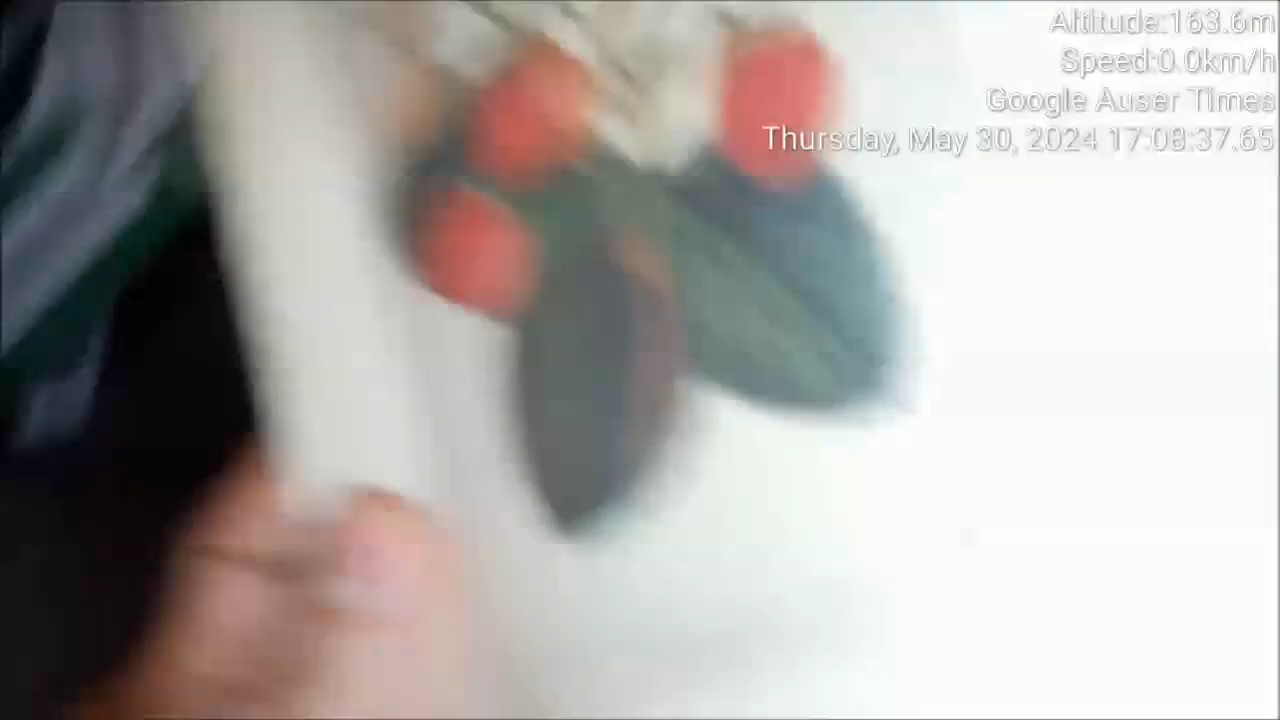 Altitude:163.6m
Speed:0.0km/h
Google Auser Times
Thursday, May 30, 2024 17:08:37.65